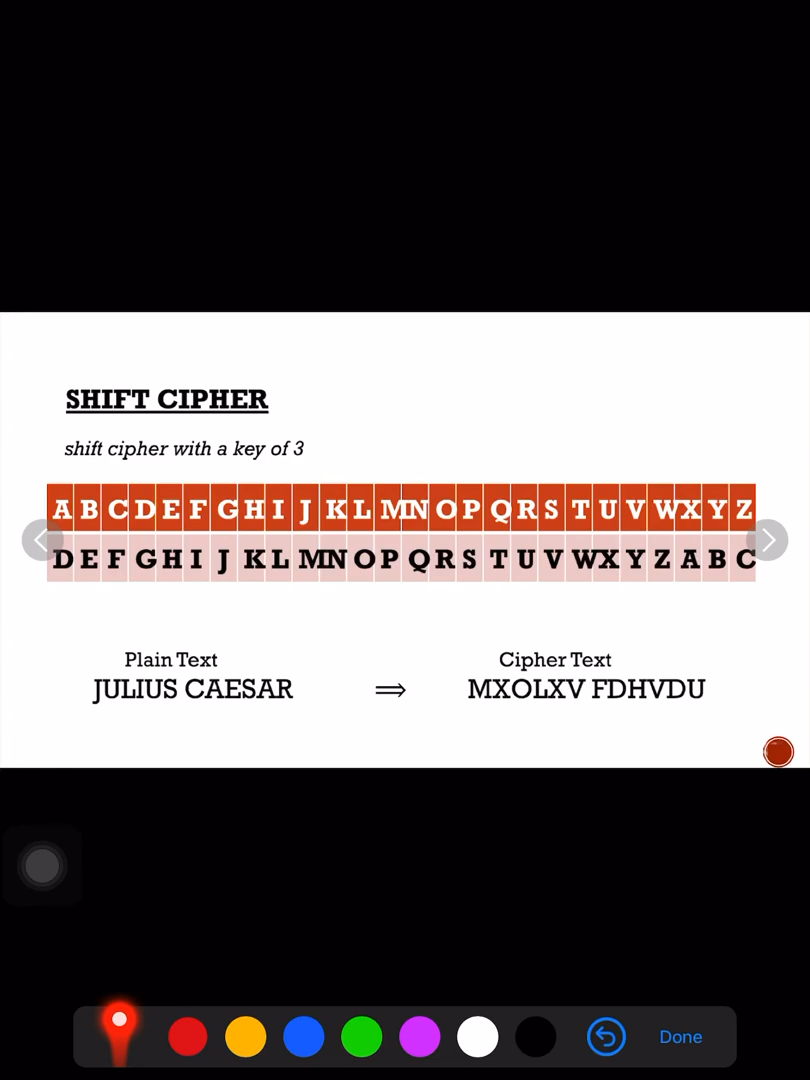 SHIFT CIPHER
shift cipher with a key of 3
A B C D E F G H I J K L M N O P Q R S T U V W X Y Z
D E F G H I J K L M N O P Q R S T U V W X Y Z A B C
Plain Text Cipher Text
JULIUS CAESAR ⇒ MXOLXV FDHVDU
Done